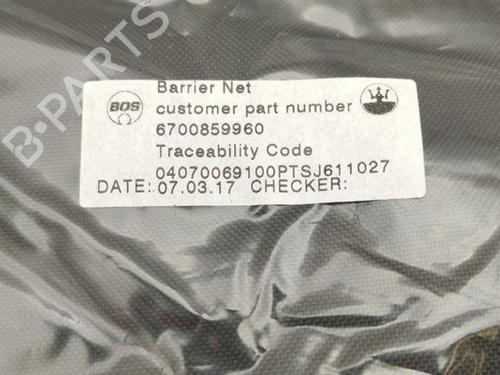 Barrier Net
BOS
customer part number
6700859960
Traceability Code
04070069100PTSJ611027
DATE: 07.03.17 CHECKER:
B-PARTS